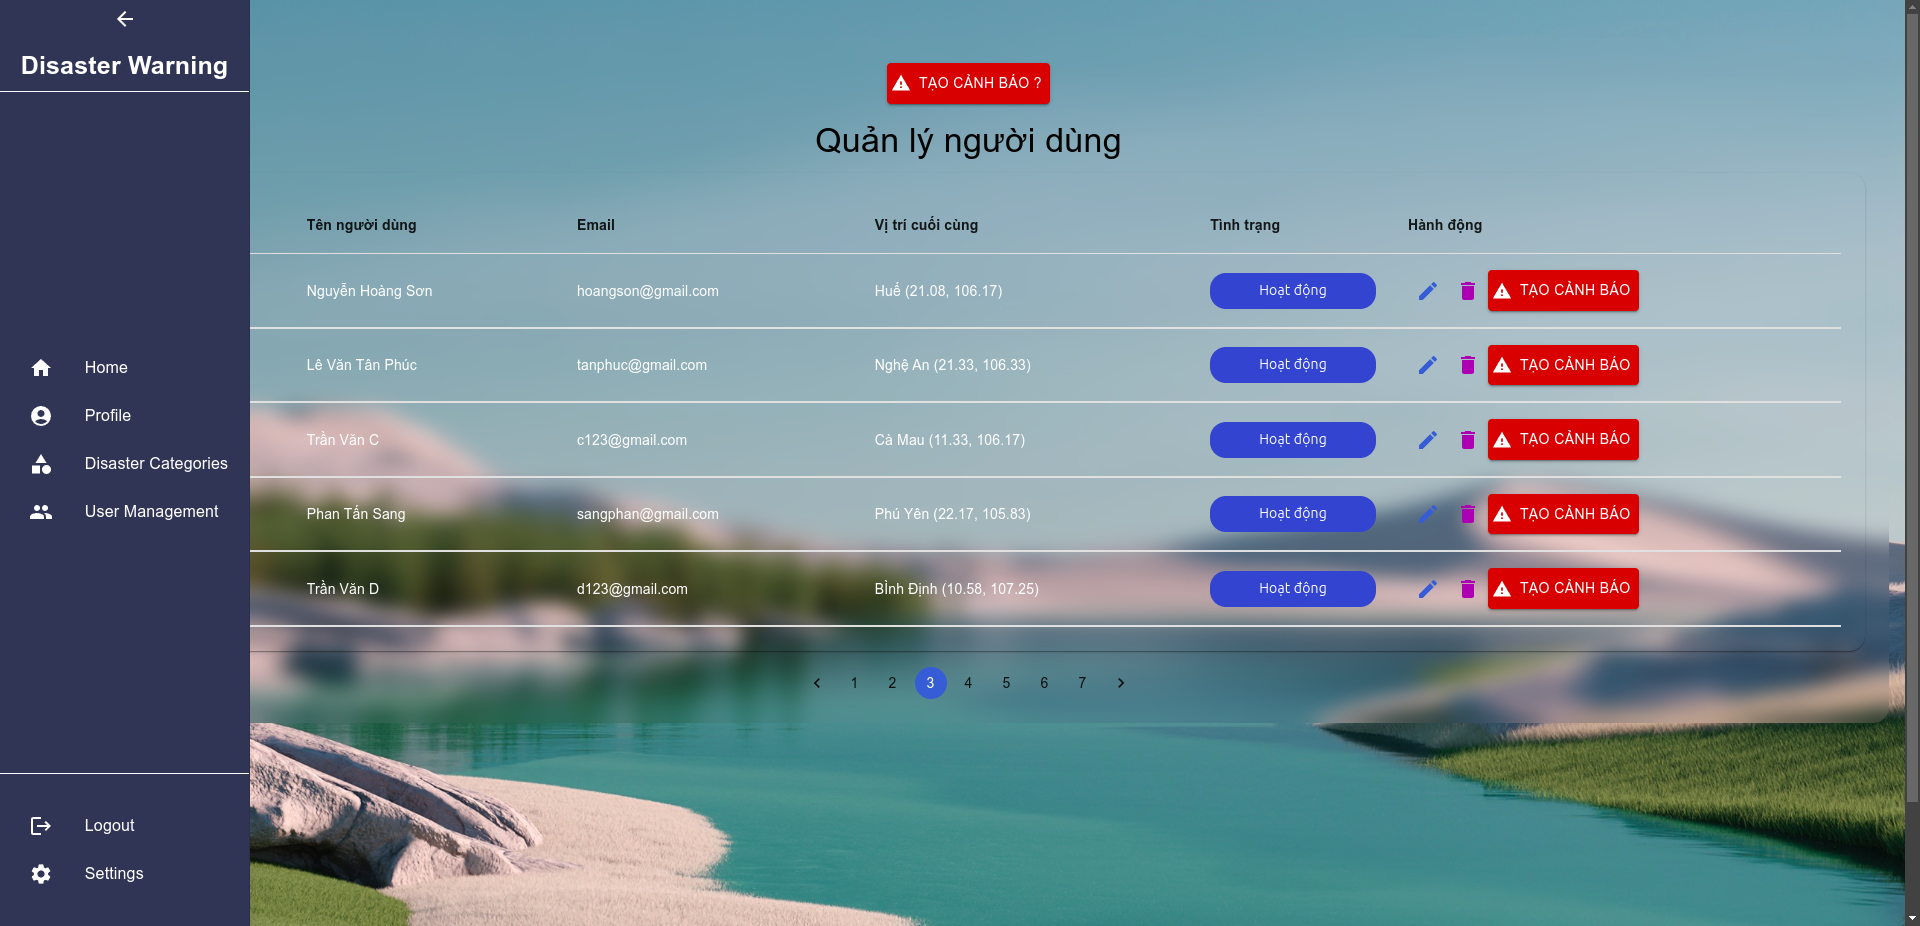 Disaster Warning
Home
Profile
Disaster Categories
User Management
Logout
Settings
TẠO CẢNH BÁO ?
Quản lý người dùng
Tên người dùng Email Vị trí cuối cùng Tình trạng Hành động
Nguyễn Hoàng Sơn hoangson@gmail.com Huế (21.08, 106.17) Hoạt động TẠO CẢNH BÁO
Lê Văn Tân Phúc tanphuc@gmail.com Nghệ An (21.33, 106.33) Hoạt động TẠO CẢNH BÁO
Trần Văn C c123@gmail.com Cà Mau (11.33, 106.17) Hoạt động TẠO CẢNH BÁO
Phan Tấn Sang sangphan@gmail.com Phú Yên (22.17, 105.83) Hoạt động TẠO CẢNH BÁO
Trần Văn D d123@gmail.com BÌnh Định (10.58, 107.25) Hoạt động TẠO CẢNH BÁO
1 2 3 4 5 6 7